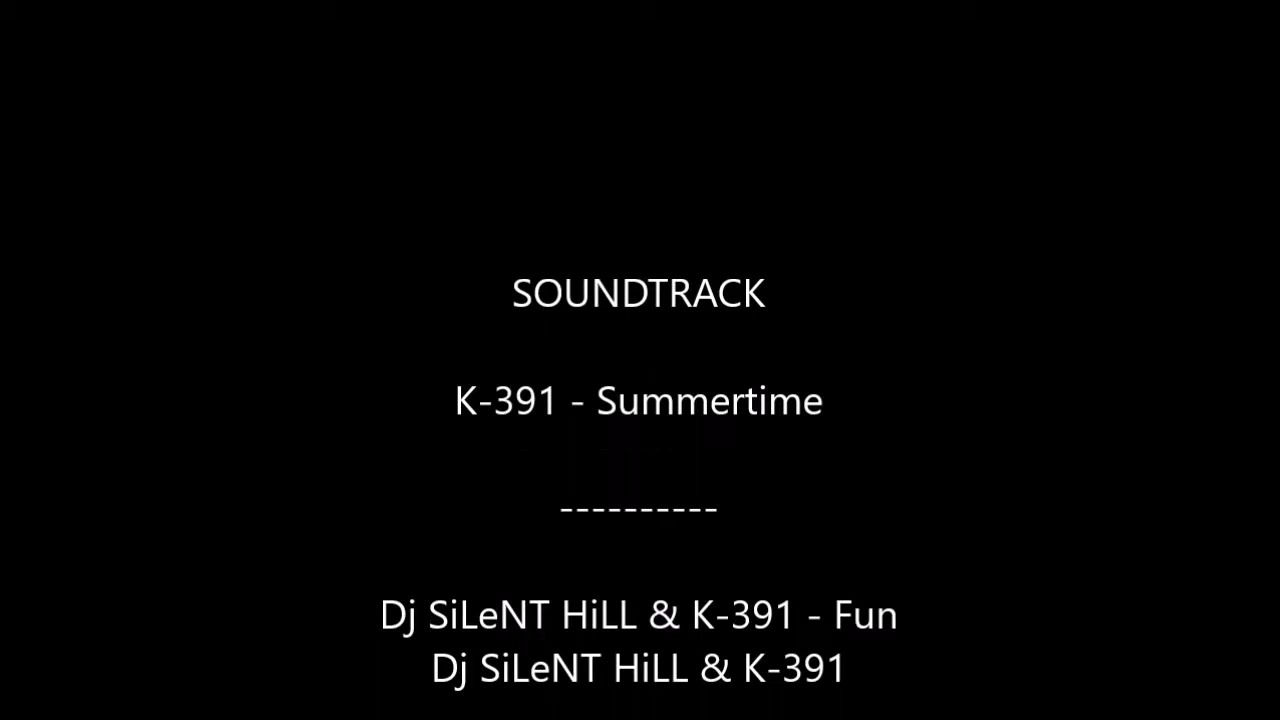 SOUNDTRACK
K-391 - Summertime
----------
Dj SiLeNT HiLL & K-391 - Fun
Dj SiLeNT HiLL & K-391